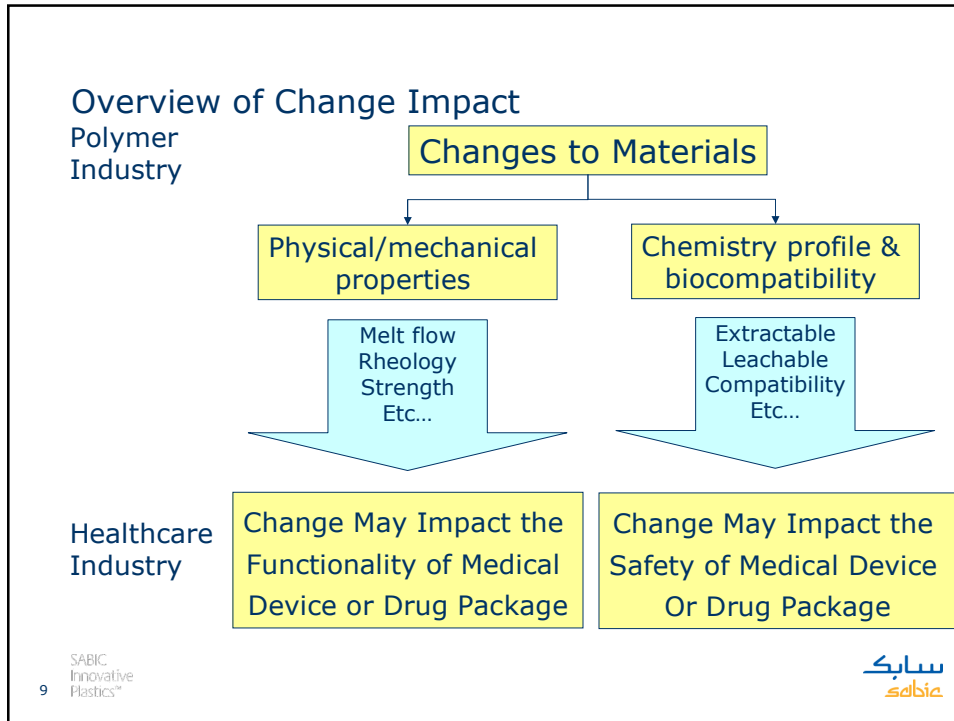 Overview of Change Impact
Polymer
Industry
Changes to Materials
Physical/mechanical
properties
Chemistry profile &
biocompatibility
Melt flow
Rheology
Strength
Etc…
Extractable
Leachable
Compatibility
Etc…
Healthcare
Industry
Change May Impact the
Functionality of Medical
Device or Drug Package
Change May Impact the
Safety of Medical Device
Or Drug Package
9
SABIC
Innovative
Plastics™
سابك
sabic